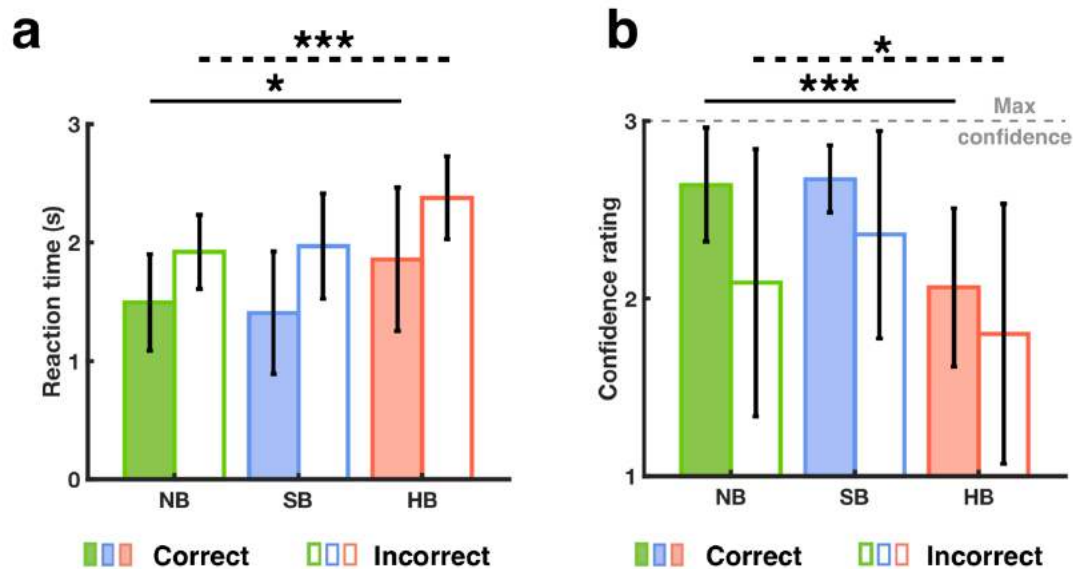 a
***
*
3
2
1
0
Reaction time (s)
NB SB HB
Correct Incorrect
b
*
***
Max
confidence
3
2
1
Confidence rating
NB SB HB
Correct Incorrect